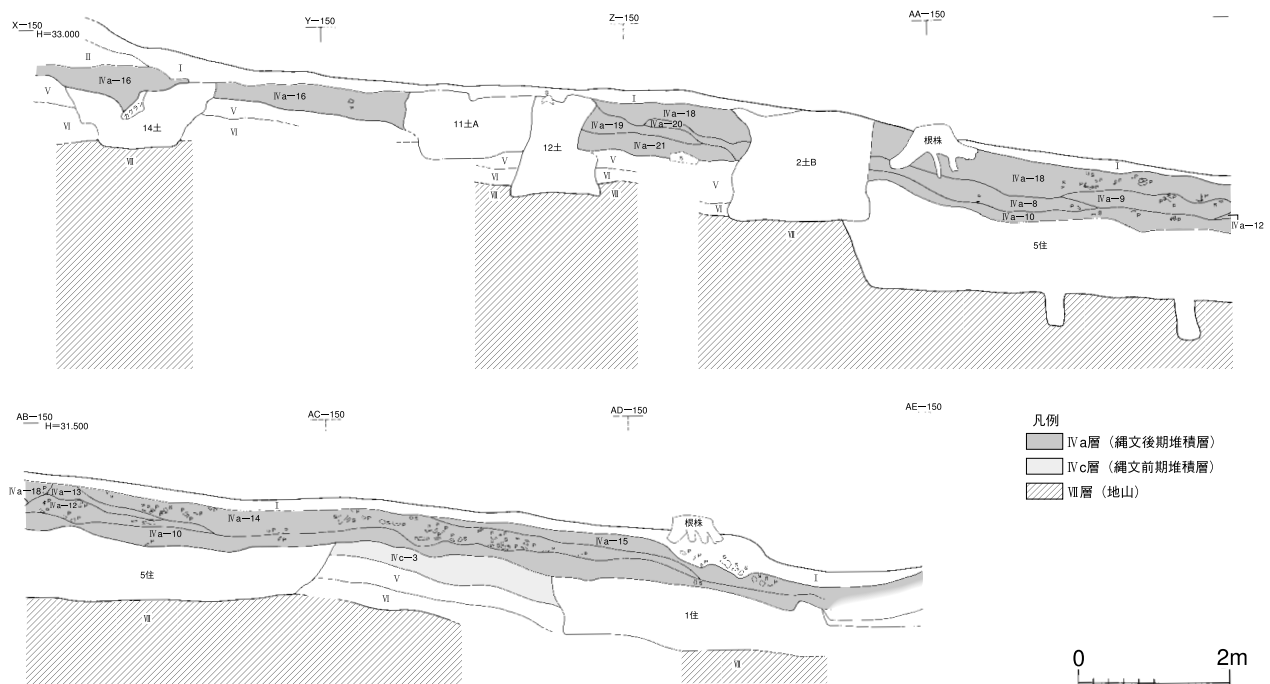 X—150
Y—150
Z—150
AA—150
H＝33.000
Ⅱ
Ⅰ
Ⅳa—16
Ⅳa—16
Ⅴ
カクラン
14土
Ⅴ
Ⅵ
Ⅵ
Ⅶ
11土A
12土
Ⅰ
Ⅳa—18
Ⅳa—19
Ⅳa—20
Ⅳa—21
Ⅴ
Ⅴ
Ⅵ
Ⅵ
Ⅶ
Ⅶ
2土B
Ⅴ
Ⅵ
Ⅶ
根株
Ⅰ
Ⅳa—18
Ⅳa—8
Ⅳa—9
Ⅳa—10
Ⅳa—12
5住
AB—150
AC—150
AD—150
AE—150
H＝31.500
Ⅳa—18
Ⅳa—13
Ⅳa—12
Ⅰ
Ⅳa—14
Ⅳa—10
Ⅳa—15
根株
Ⅰ
5住
Ⅳc—3
Ⅴ
Ⅵ
1住
Ⅶ
Ⅶ
凡例
Ⅳa層（縄文後期堆積層）
Ⅳc層（縄文前期堆積層）
Ⅶ層（地山）
0
2m